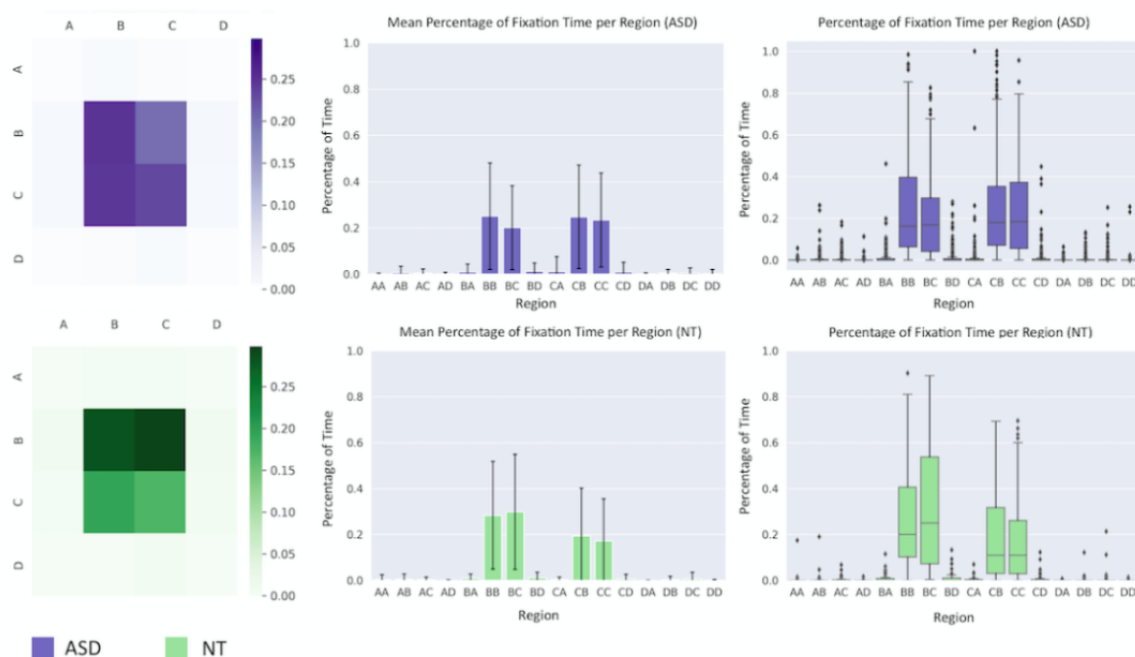 A B C D
A
B
C
D
0.25
0.20
0.15
0.10
0.05
0.00
Mean Percentage of Fixation Time per Region (ASD)
Percentage of Time
1.0
0.8
0.6
0.4
0.2
0.0
AA AB AC AD BA BB BC BD CA CB CC CD DA DB DC DD
Region
Percentage of Fixation Time per Region (ASD)
Percentage of Time
1.0
0.8
0.6
0.4
0.2
0.0
AA AB AC AD BA BB BC BD CA CB CC CD DA DB DC DD
Region
A B C D
A
B
C
D
0.25
0.20
0.15
0.10
0.05
0.00
Mean Percentage of Fixation Time per Region (NT)
Percentage of Time
1.0
0.8
0.6
0.4
0.2
0.0
AA AB AC AD BA BB BC BD CA CB CC CD DA DB DC DD
Region
Percentage of Fixation Time per Region (NT)
Percentage of Time
1.0
0.8
0.6
0.4
0.2
0.0
AA AB AC AD BA BB BC BD CA CB CC CD DA DB DC DD
Region
ASD NT